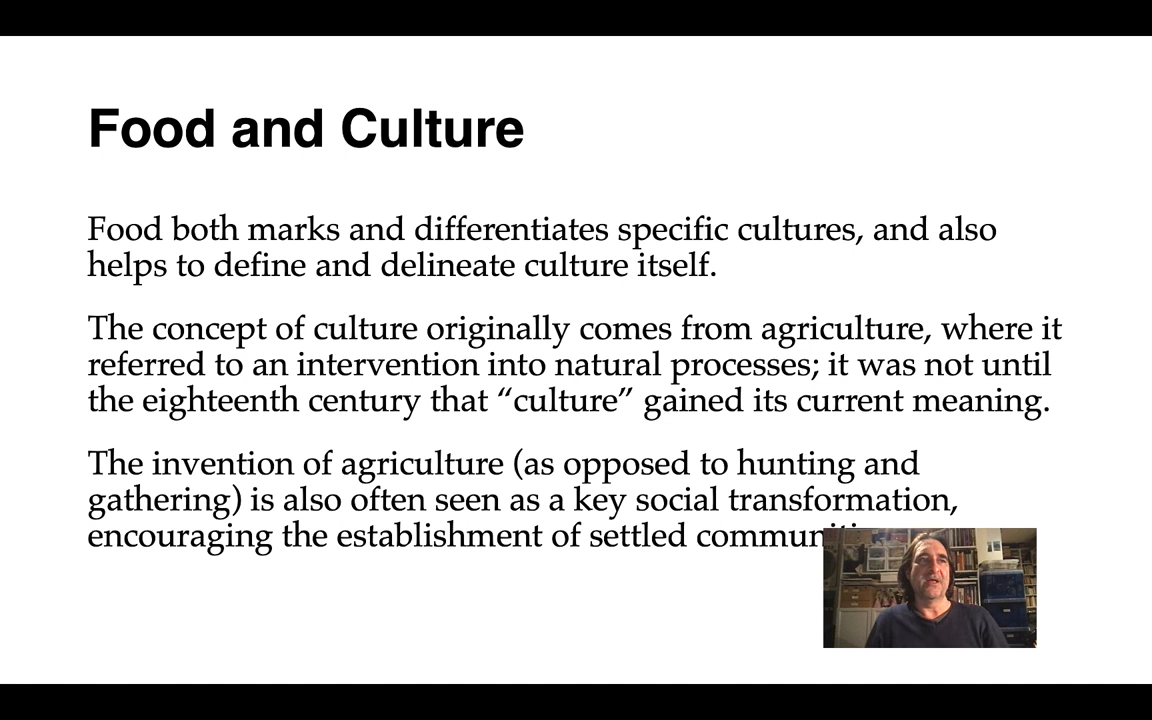 Food and Culture
Food both marks and differentiates specific cultures, and also
helps to define and delineate culture itself.
The concept of culture originally comes from agriculture, where it
referred to an intervention into natural processes; it was not until
the eighteenth century that “culture” gained its current meaning.
The invention of agriculture (as opposed to hunting and
gathering) is also often seen as a key social transformation,
encouraging the establishment of settled